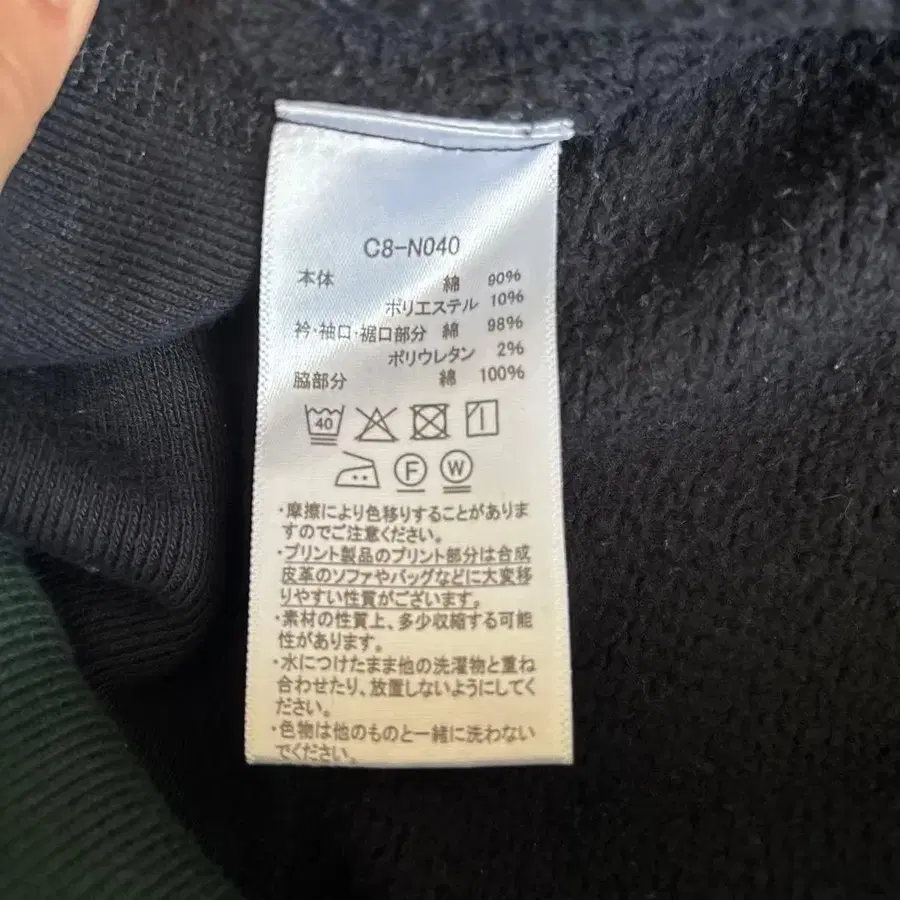 C8-N040
本体 綿 90%
ポリエステル 10%
衿・袖口・裾口部分 綿 98%
ポリウレタン 2%
脇部分 綿 100%
40
F W
・摩擦により色移りすることがありま
すのでご注意ください。
・プリント製品のプリント部分は合成
皮革のソファやバッグなどに大変移
りやすい性質がございます。
・素材の性質上、多少収縮する可能
性があります。
・水につけたまま他の洗濯物と重ね
合わせたり、放置しないようにしてく
ださい。
・色物は他のものと一緒に洗わない
でください。